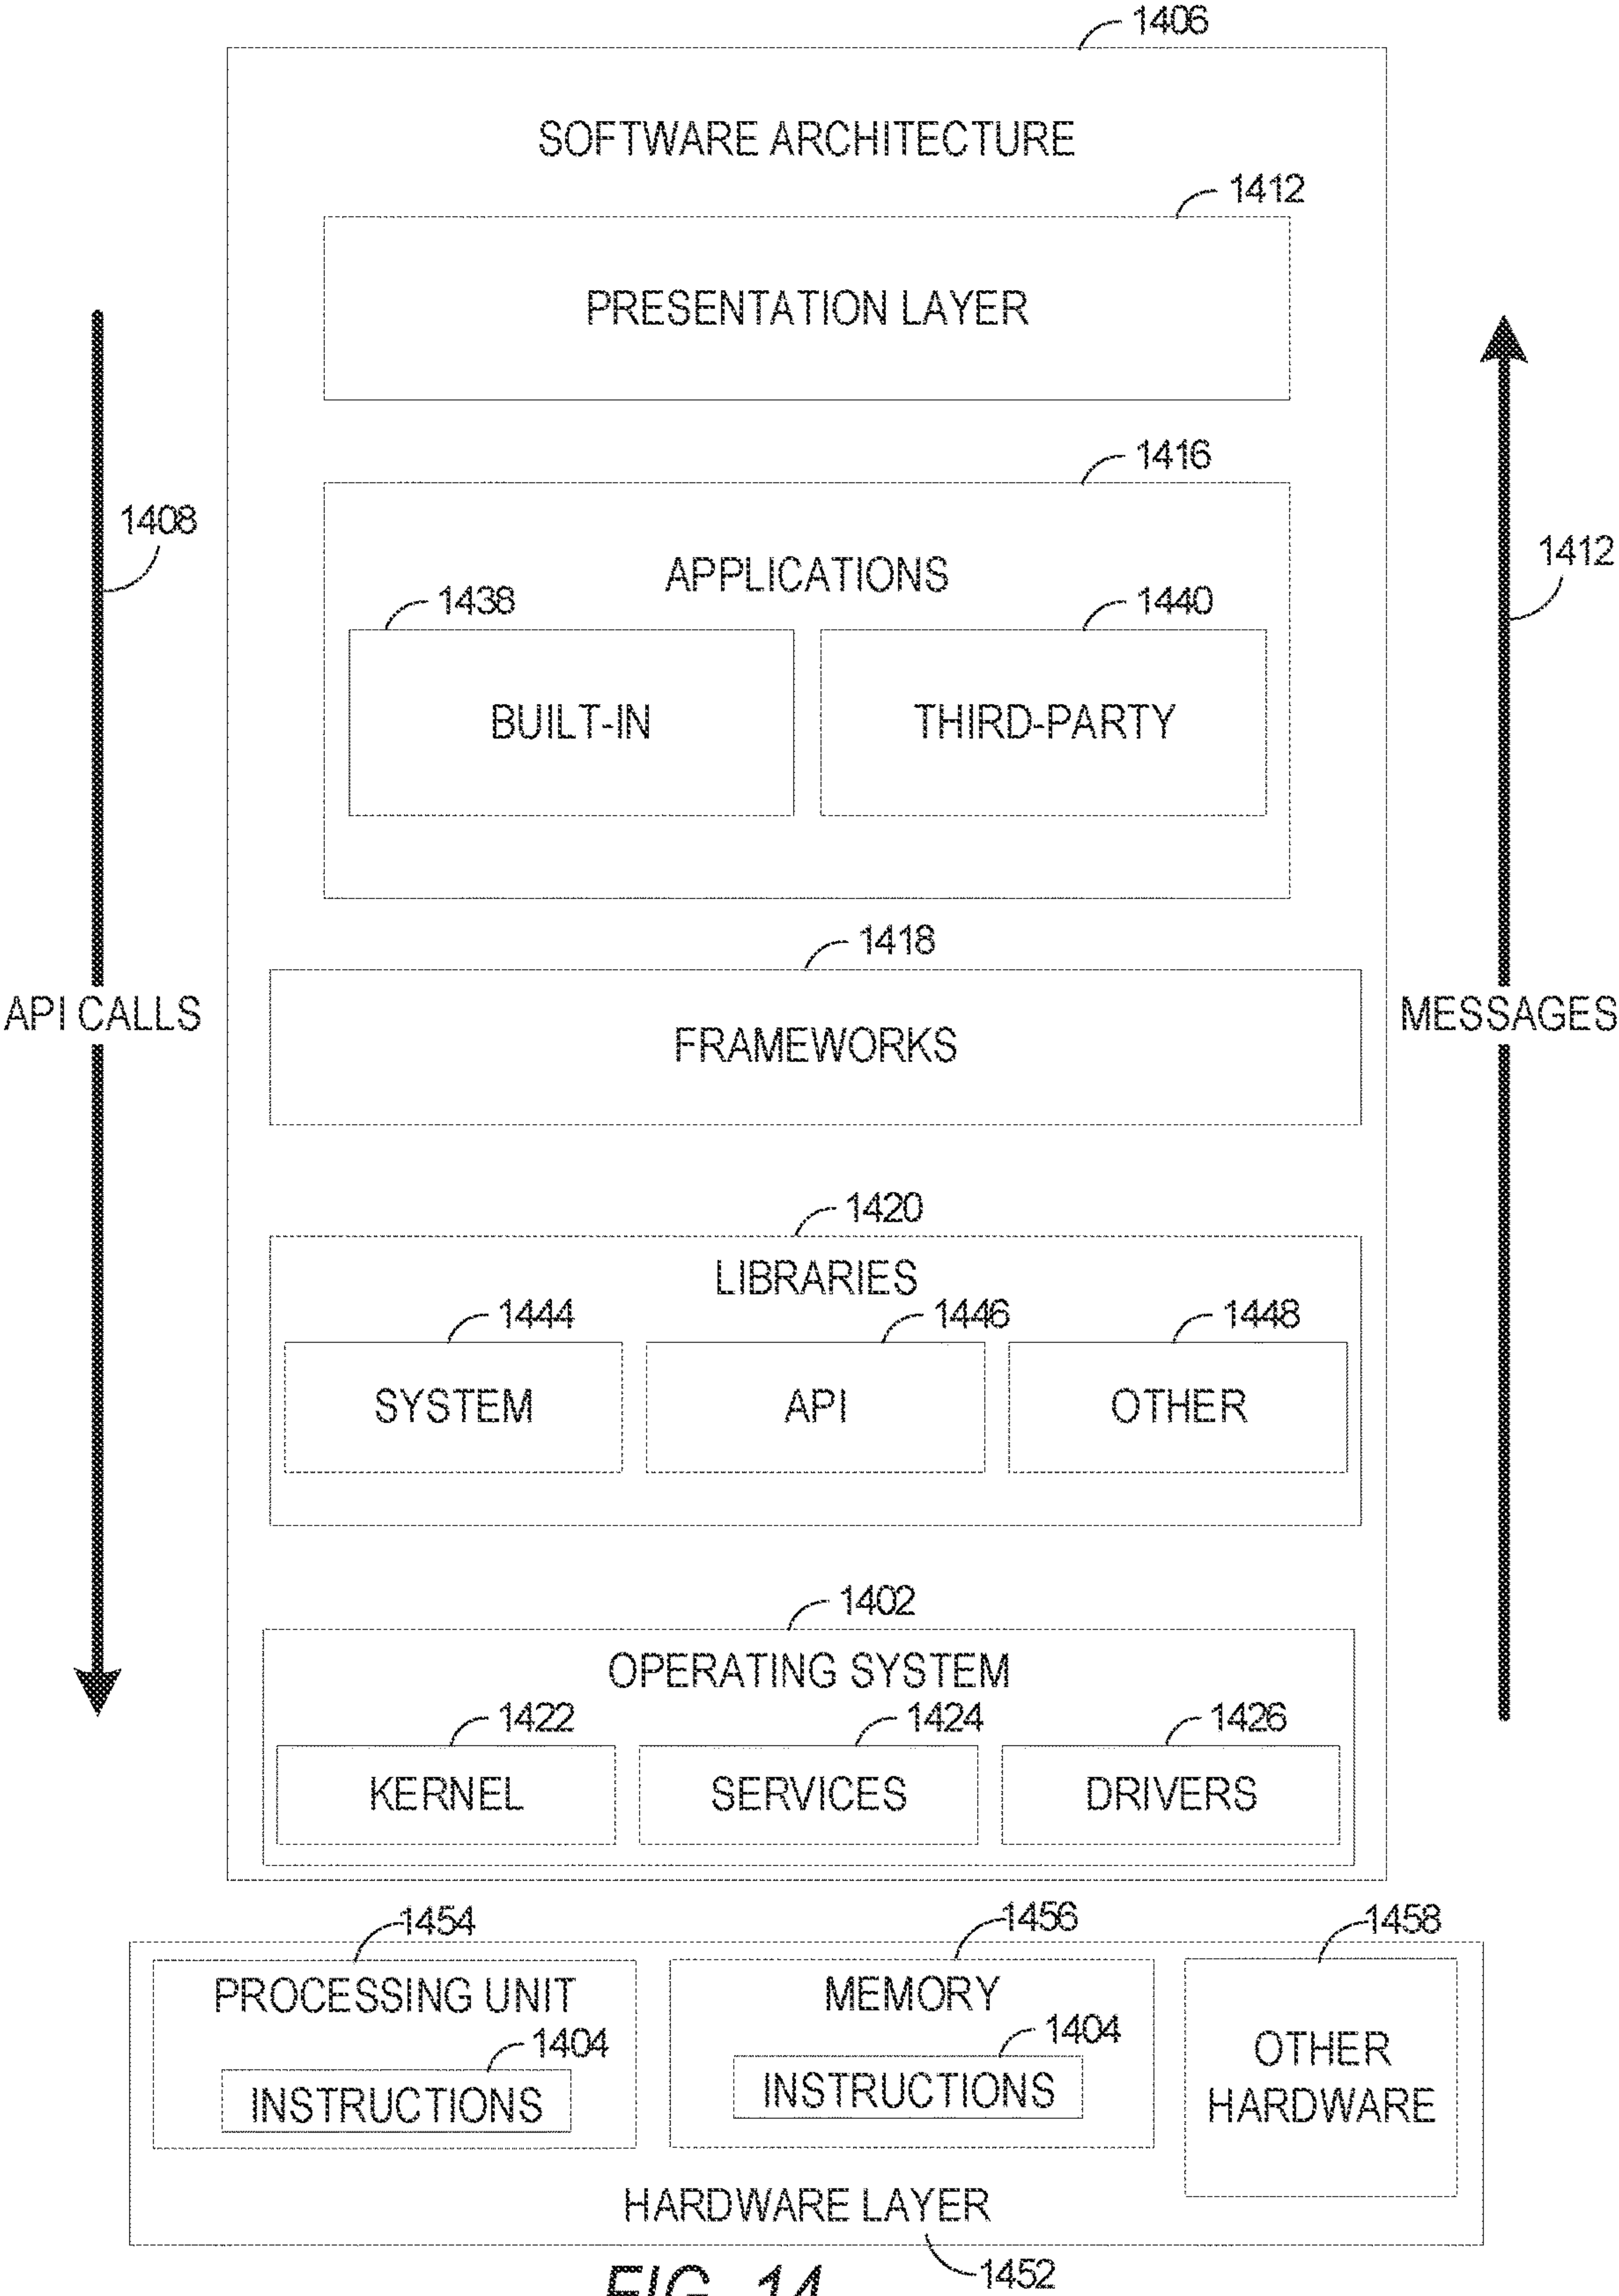 1406
SOFTWARE ARCHITECTURE
1412
PRESENTATION LAYER
1416
1408
1412
APPLICATIONS
1438
1440
BUILT-IN
THIRD-PARTY
1418
API CALLS
MESSAGES
FRAMEWORKS
1420
LIBRARIES
1444
1446
1448
SYSTEM
API
OTHER
1402
OPERATING SYSTEM
1422
1424
1426
KERNEL
SERVICES
DRIVERS
1454
1456
1458
PROCESSING UNIT
MEMORY
1404
1404
OTHER
HARDWARE
INSTRUCTIONS
INSTRUCTIONS
HARDWARE LAYER
1452
FIG. 14